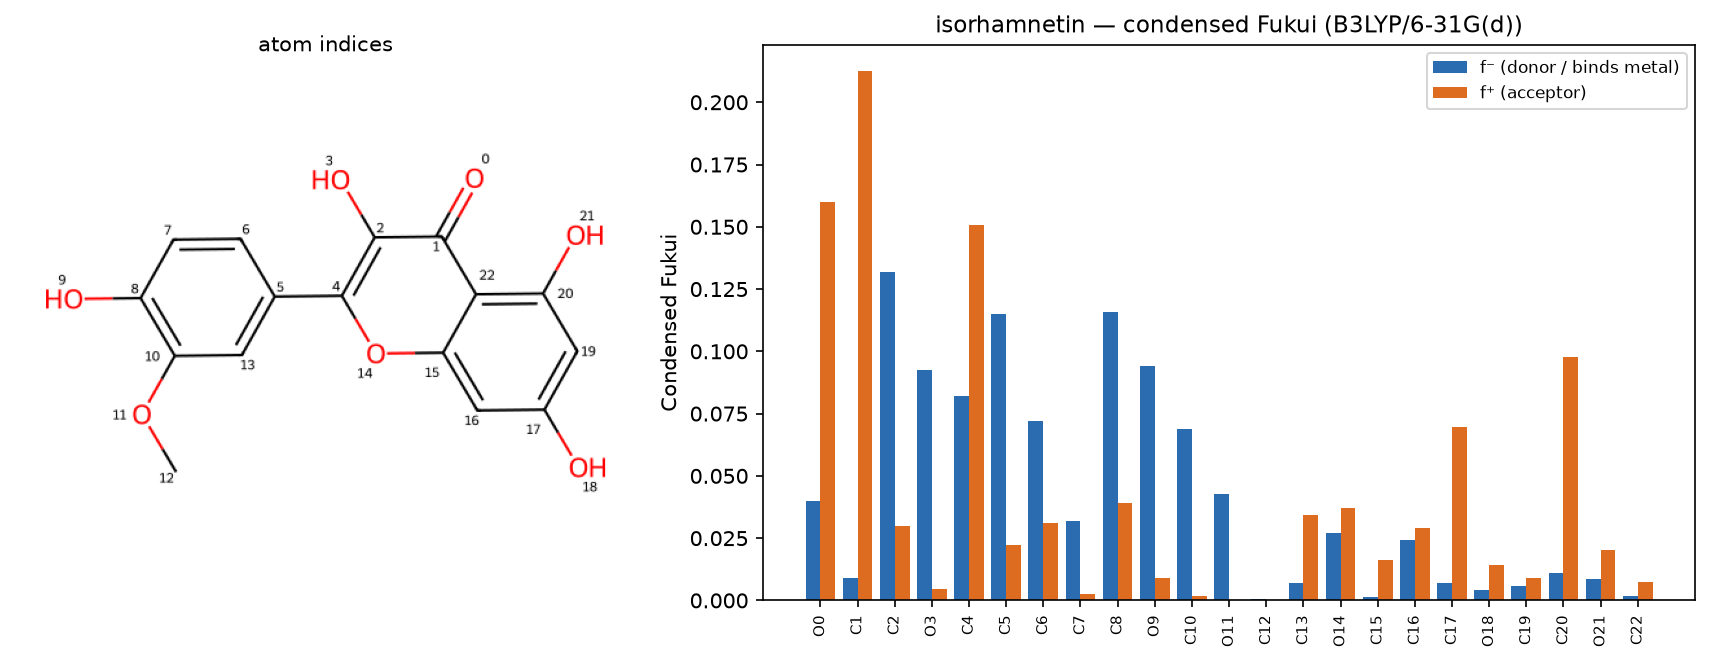 atom indices
3
HO
0
O
21
OH
7
6
2
1
9
HO
8
5
4
22
20
10
13
O
14
15
19
11
O
16
17
12
OH
18
isorhamnetin — condensed Fukui (B3LYP/6-31G(d))
f⁻ (donor / binds metal)
f⁺ (acceptor)
Condensed Fukui
0.200
0.175
0.150
0.125
0.100
0.075
0.050
0.025
0.000
O0 C1 C2 O3 C4 C5 C6 C7 C8 O9 C10 O11 C12 C13 O14 C15 C16 C17 O18 C19 C20 O21 C22